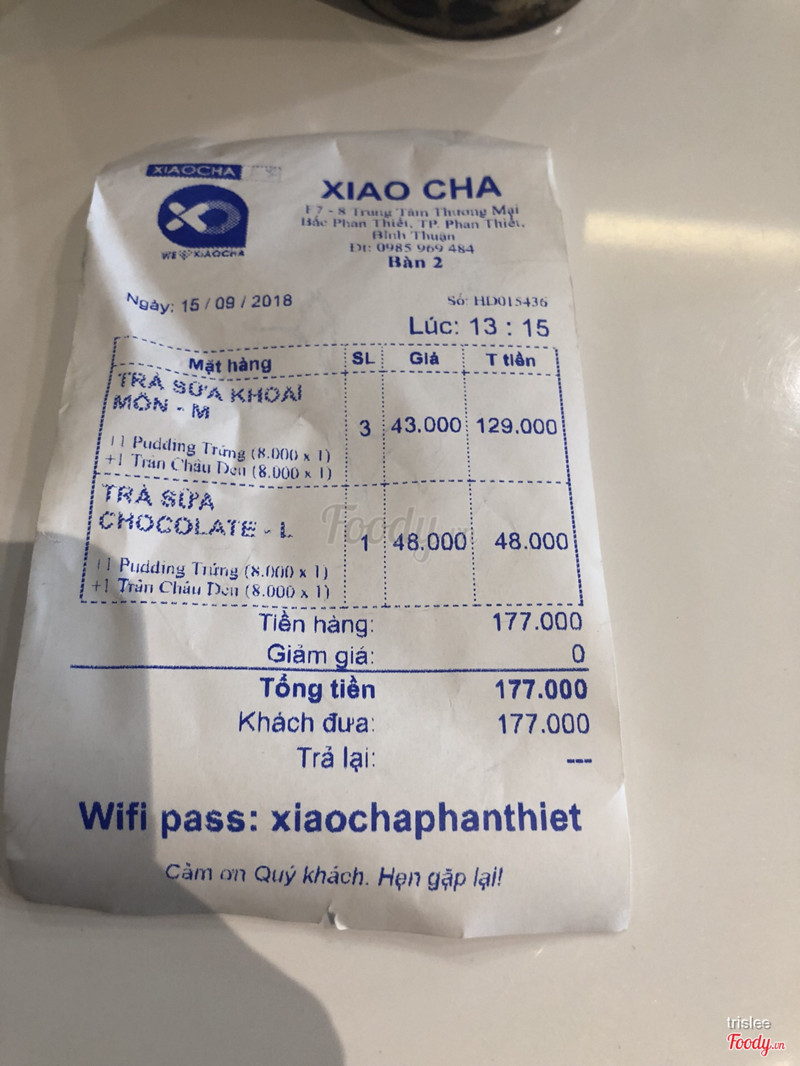 XIAOCHA
WE XIAOCHA
XIAO CHA
F7 - 8 Trung Tâm Thương Mại
Bắc Phan Thiết, TP. Phan Thiết,
Bình Thuận
Đt: 0985 969 484
Bàn 2
Ngày: 15 / 09 / 2018
Số: HD015436
Lúc: 13 : 15
Mặt hàng SL Giá T tiền
TRÀ SỮA KHOAI
MÔN - M
3 43.000 129.000
+1 Pudding Trứng (8.000 x 1)
+1 Trân Châu Đen (8.000 x 1)
TRÀ SỮA
CHOCOLATE - L
1 48.000 48.000
+1 Pudding Trứng (8.000 x 1)
+1 Trân Châu Đen (8.000 x 1)
Tiền hàng: 177.000
Giảm giá: 0
Tổng tiền 177.000
Khách đưa: 177.000
Trả lại: ---
Wifi pass: xiaochaphanthiet
Cảm ơn Quý khách. Hẹn gặp lại!
Foody.vn
trislee
Foody.vn